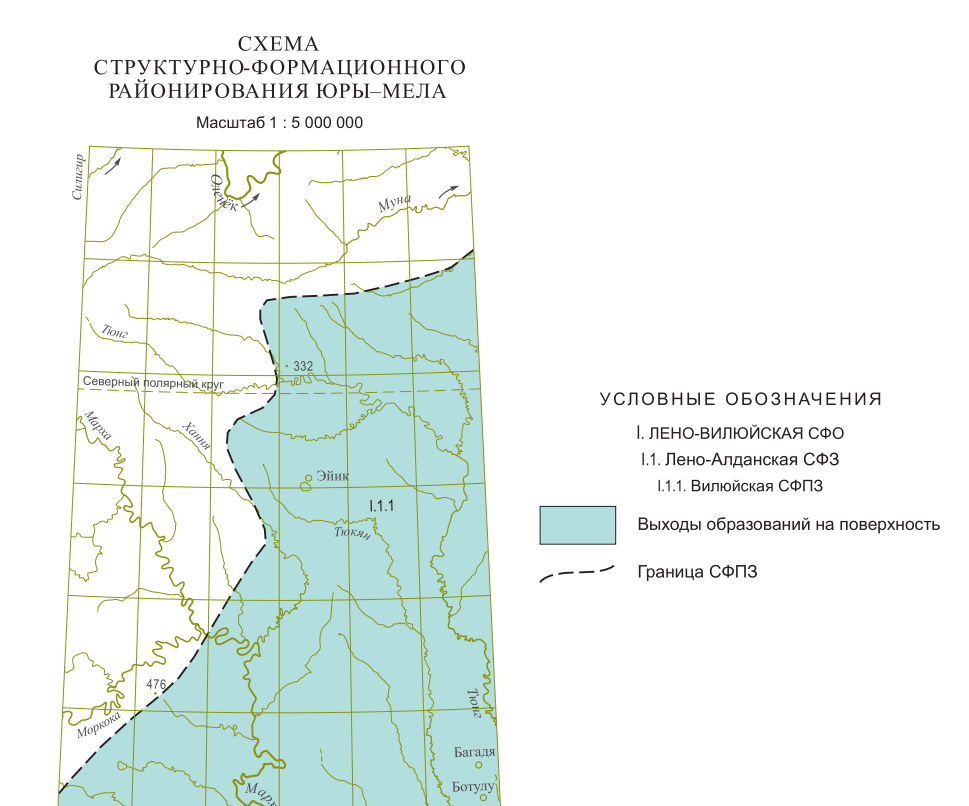 СХЕМА
СТРУКТУРНО-ФОРМАЦИОННОГО
РАЙОНИРОВАНИЯ ЮРЫ–МЕЛА
Масштаб 1 : 5 000 000
Силигир
Оленёк
Муна
Тюнг
332
Северный полярный круг
Марха
Хання
Эйик
I.1.1
Тюкян
476
Моркока
Тюнг
Багадя
Ботулу
Марх
УСЛОВНЫЕ ОБОЗНАЧЕНИЯ
I. ЛЕНО-ВИЛЮЙСКАЯ СФО
I.1. Лено-Алданская СФЗ
I.1.1. Вилюйская СФПЗ
Выходы образований на поверхность
Граница СФПЗ